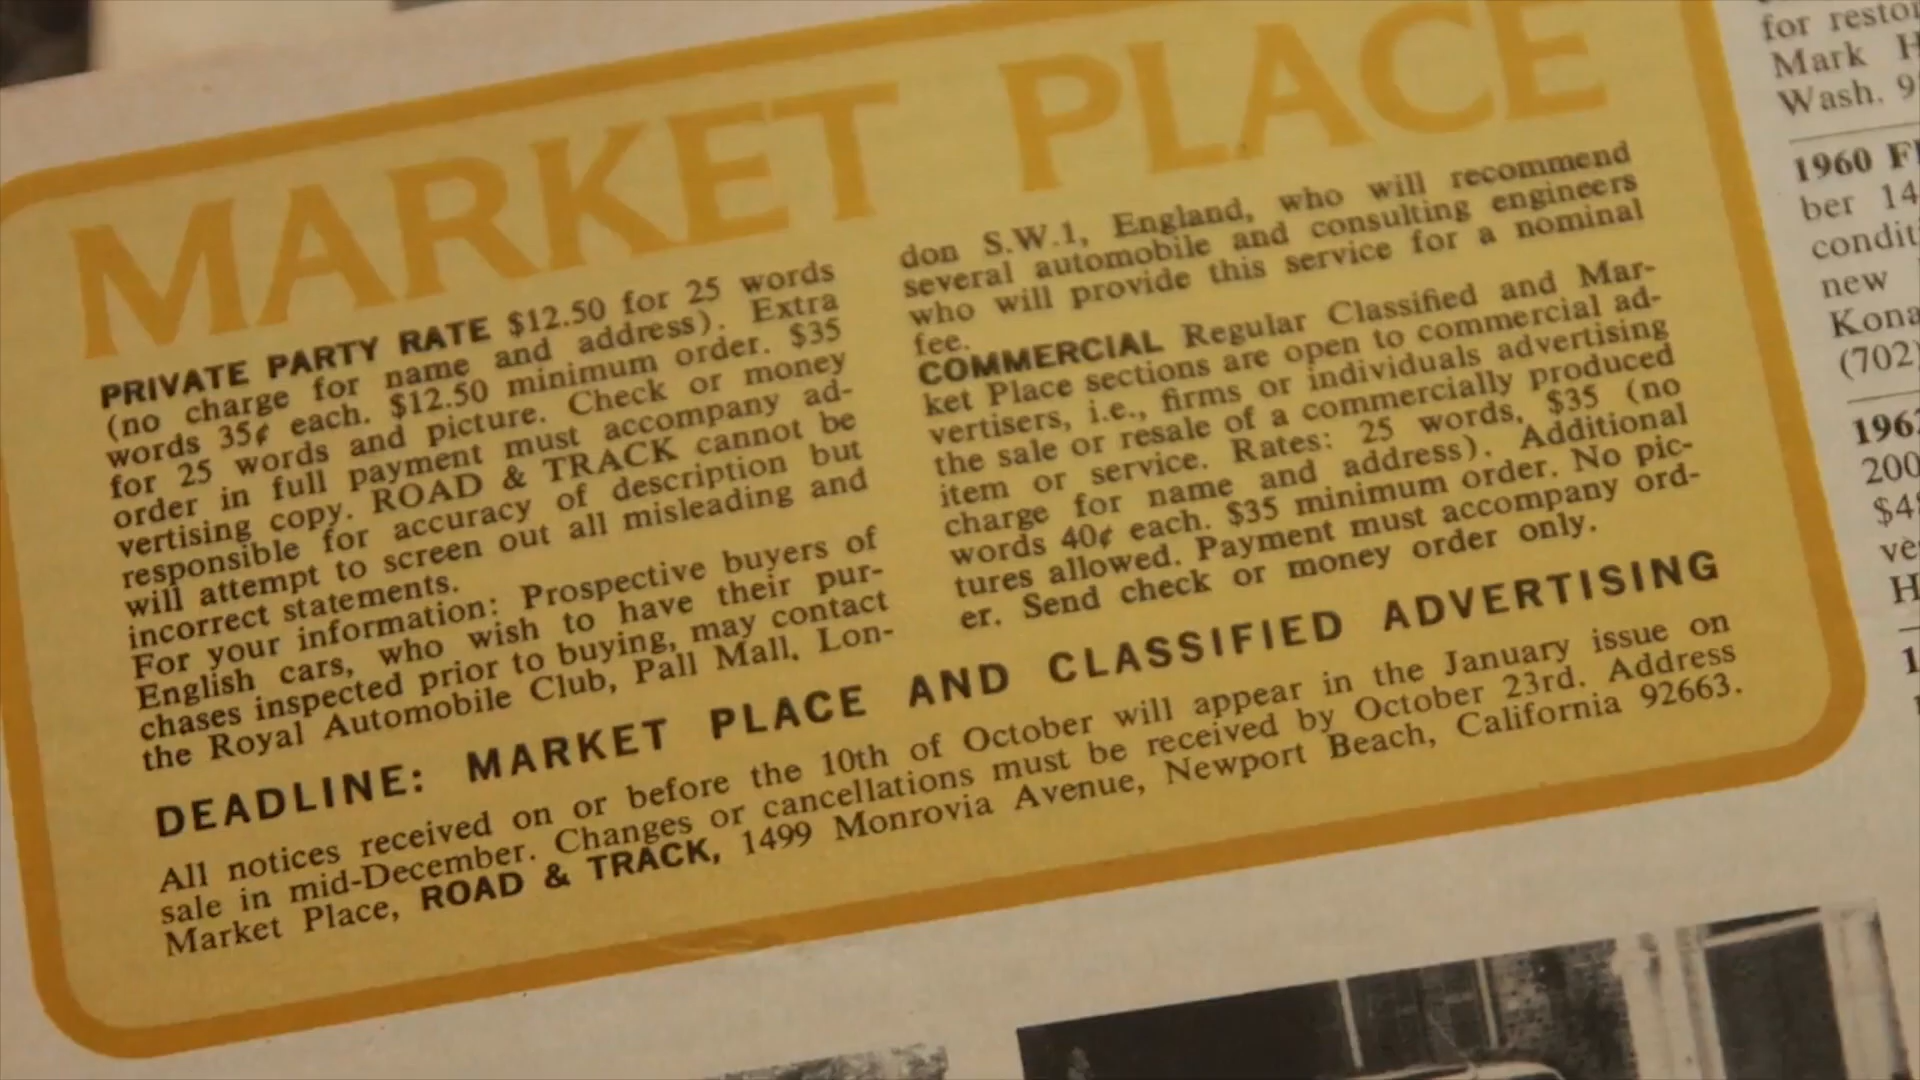 MARKET PLACE
PRIVATE PARTY RATE $12.50 for 25 words
(no charge for name and address). Extra
words 35¢ each. $12.50 minimum order. $35
for 25 words and picture. Check or money
order in full payment must accompany ad-
vertising copy. ROAD & TRACK cannot be
responsible for accuracy of description but
will attempt to screen out all misleading and
incorrect statements.
For your information: Prospective buyers of
English cars, who wish to have their pur-
chases inspected prior to buying, may contact
the Royal Automobile Club, Pall Mall, Lon-
don S.W.1, England, who will recommend
several automobile and consulting engineers
who will provide this service for a nominal
fee.
COMMERCIAL Regular Classified and Mar-
ket Place sections are open to commercial ad-
vertisers, i.e., firms or individuals advertising
the sale or resale of a commercially produced
item or service. Rates: 25 words, $35 (no
charge for name and address). Additional
words 40¢ each. $35 minimum order. No pic-
tures allowed. Payment must accompany ord-
er. Send check or money order only.
DEADLINE: MARKET PLACE AND CLASSIFIED ADVERTISING
All notices received on or before the 10th of October will appear in the January issue on
sale in mid-December. Changes or cancellations must be received by October 23rd. Address
Market Place, ROAD & TRACK, 1499 Monrovia Avenue, Newport Beach, California 92663.
for
Mark
Wash.
1960
ber 14
new
(702)